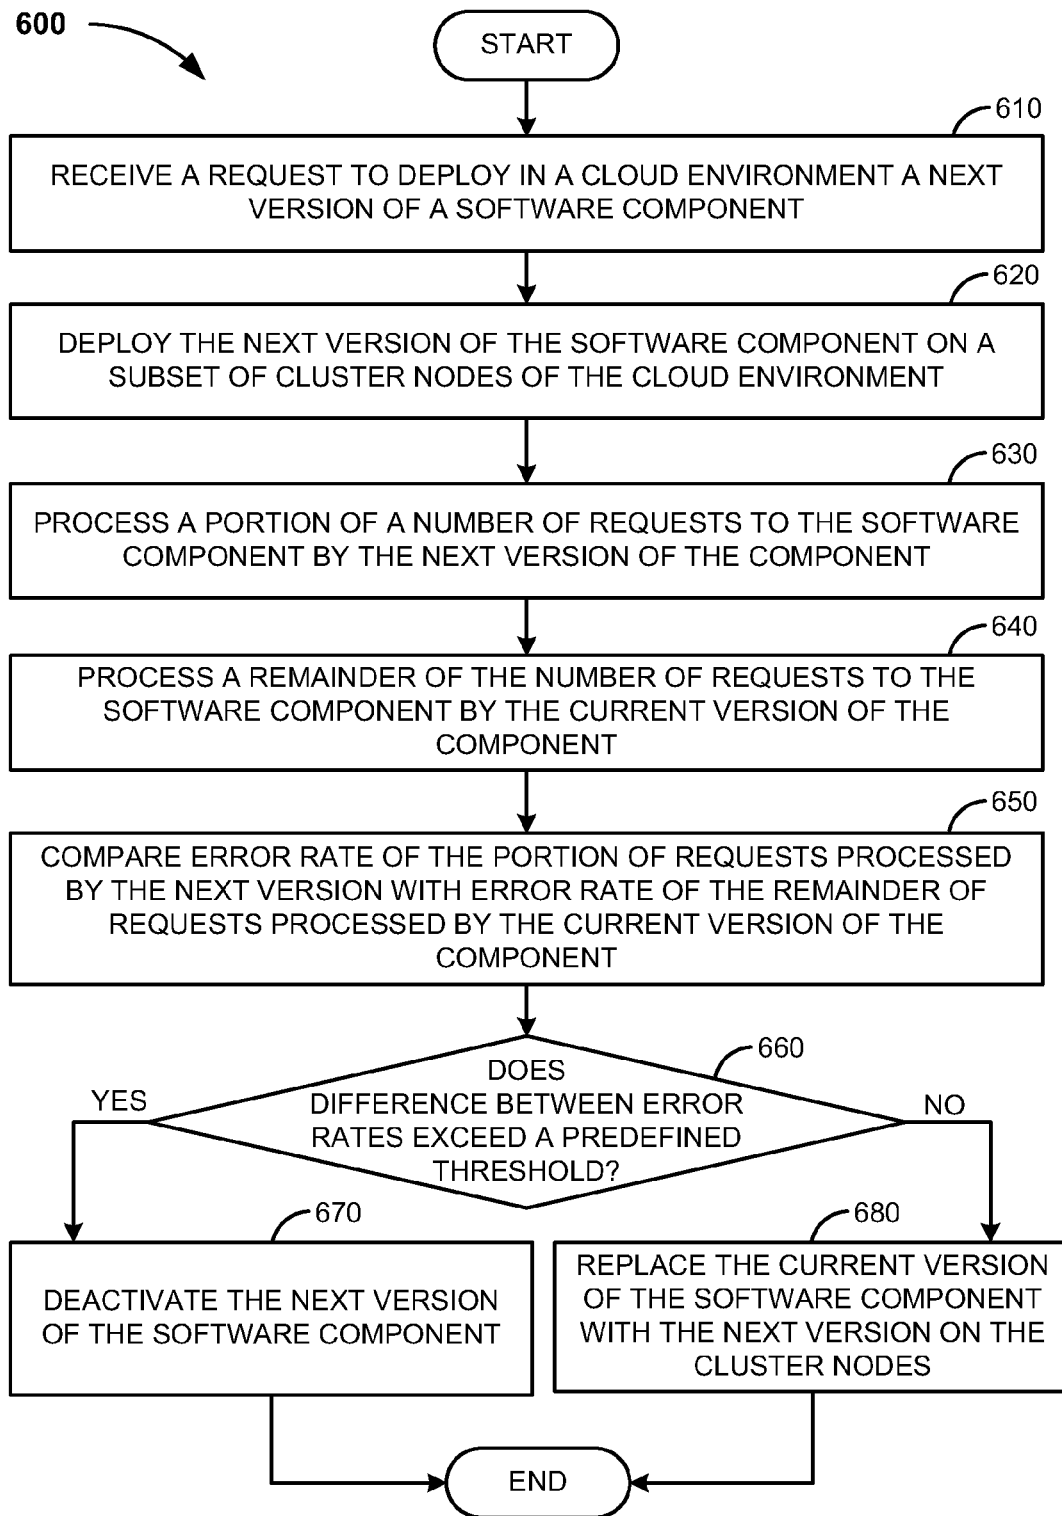 600
START
610
RECEIVE A REQUEST TO DEPLOY IN A CLOUD ENVIRONMENT A NEXT
VERSION OF A SOFTWARE COMPONENT
620
DEPLOY THE NEXT VERSION OF THE SOFTWARE COMPONENT ON A
SUBSET OF CLUSTER NODES OF THE CLOUD ENVIRONMENT
630
PROCESS A PORTION OF A NUMBER OF REQUESTS TO THE SOFTWARE
COMPONENT BY THE NEXT VERSION OF THE COMPONENT
640
PROCESS A REMAINDER OF THE NUMBER OF REQUESTS TO THE
SOFTWARE COMPONENT BY THE CURRENT VERSION OF THE
COMPONENT
650
COMPARE ERROR RATE OF THE PORTION OF REQUESTS PROCESSED
BY THE NEXT VERSION WITH ERROR RATE OF THE REMAINDER OF
REQUESTS PROCESSED BY THE CURRENT VERSION OF THE
COMPONENT
660
DOES
DIFFERENCE BETWEEN ERROR
RATES EXCEED A PREDEFINED
THRESHOLD?
YES
NO
670
DEACTIVATE THE NEXT VERSION
OF THE SOFTWARE COMPONENT
680
REPLACE THE CURRENT VERSION
OF THE SOFTWARE COMPONENT
WITH THE NEXT VERSION ON THE
CLUSTER NODES
END